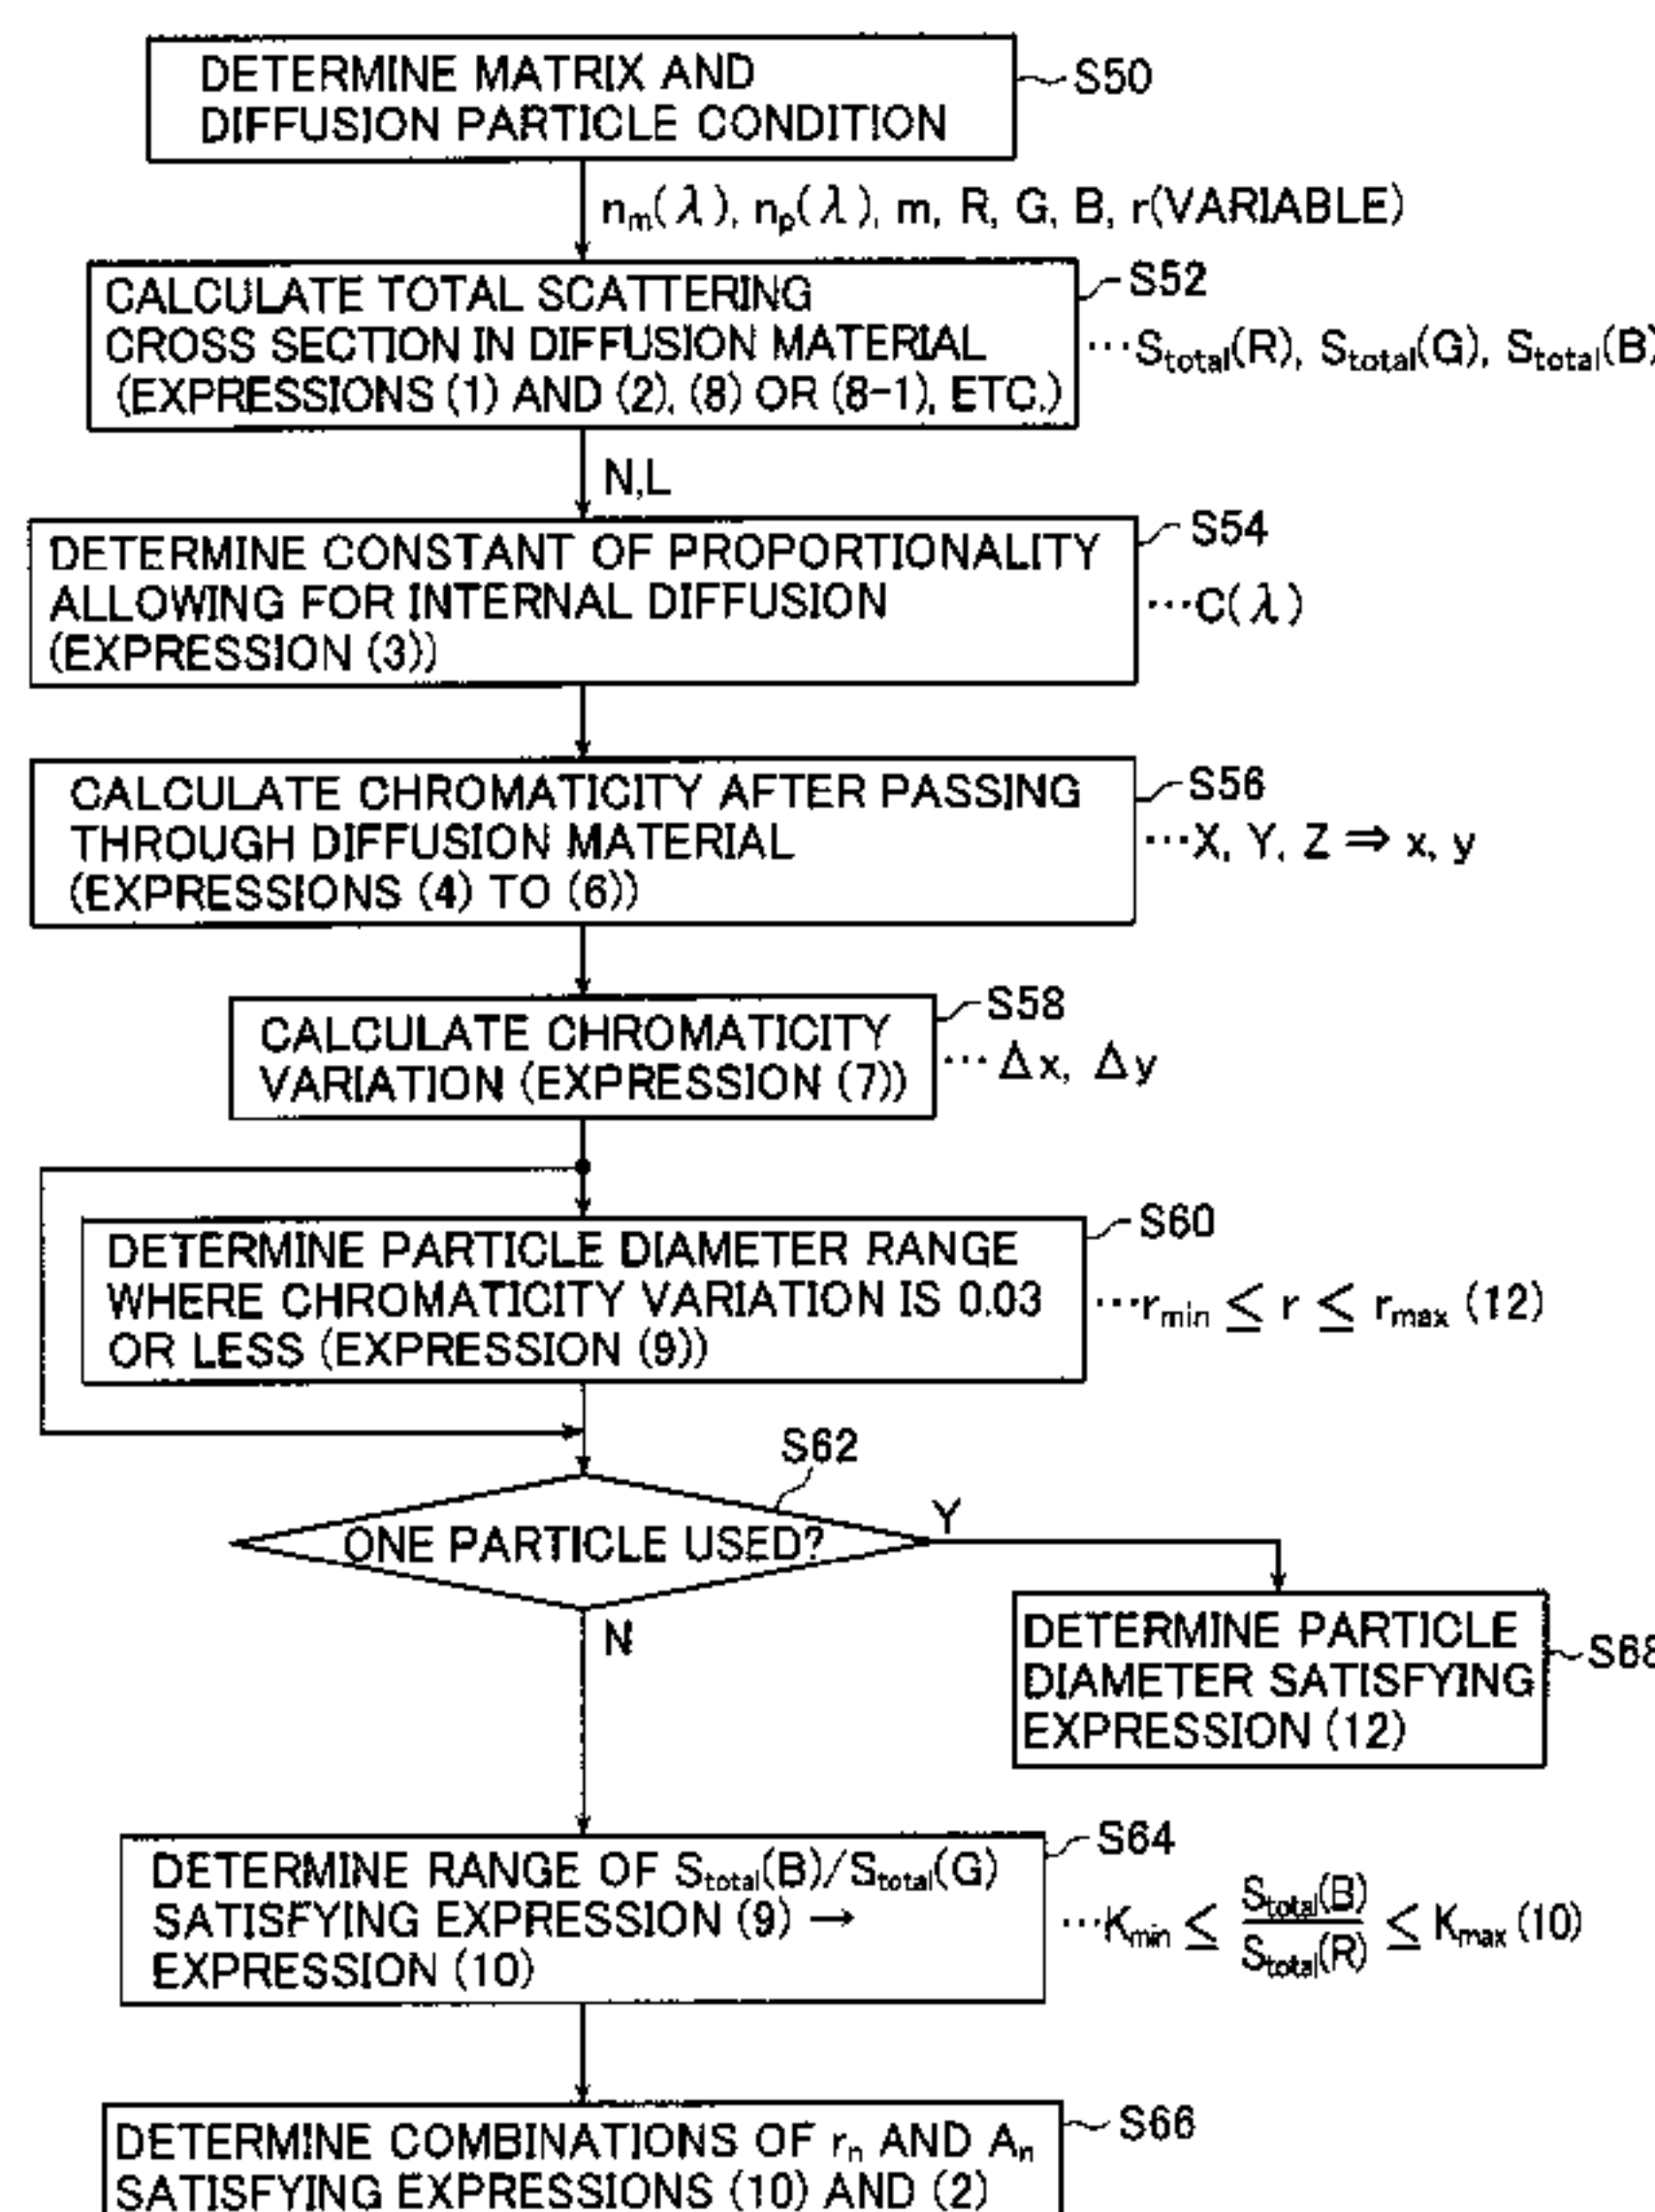 DETERMINE MATRIX AND
DIFFUSION PARTICLE CONDITION
S50
nm(λ), np(λ), m, R, G, B, r(VARIABLE)
CALCULATE TOTAL SCATTERING
CROSS SECTION IN DIFFUSION MATERIAL
(EXPRESSIONS (1) AND (2), (8) OR (8-1), ETC.)
S52
···Stotal(R), Stotal(G), Stotal(B)
N,L
DETERMINE CONSTANT OF PROPORTIONALITY
ALLOWING FOR INTERNAL DIFFUSION
(EXPRESSION (3))
S54
···C(λ)
CALCULATE CHROMATICITY AFTER PASSING
THROUGH DIFFUSION MATERIAL
(EXPRESSIONS (4) TO (6))
S56
···X, Y, Z ⇒ x, y
CALCULATE CHROMATICITY
VARIATION (EXPRESSION (7))
S58
··· Δx, Δy
DETERMINE PARTICLE DIAMETER RANGE
WHERE CHROMATICITY VARIATION IS 0.03
OR LESS (EXPRESSION (9))
S60
···rmin ≤ r ≤ rmax (12)
S62
ONE PARTICLE USED?
Y
N
DETERMINE PARTICLE
DIAMETER SATISFYING
EXPRESSION (12)
S68
DETERMINE RANGE OF Stotal(B)/Stotal(G)
SATISFYING EXPRESSION (9) →
EXPRESSION (10)
S64
···Kmin ≤ Stotal(B)/Stotal(R) ≤ Kmax (10)
DETERMINE COMBINATIONS OF rn AND An
SATISFYING EXPRESSIONS (10) AND (2)
S66